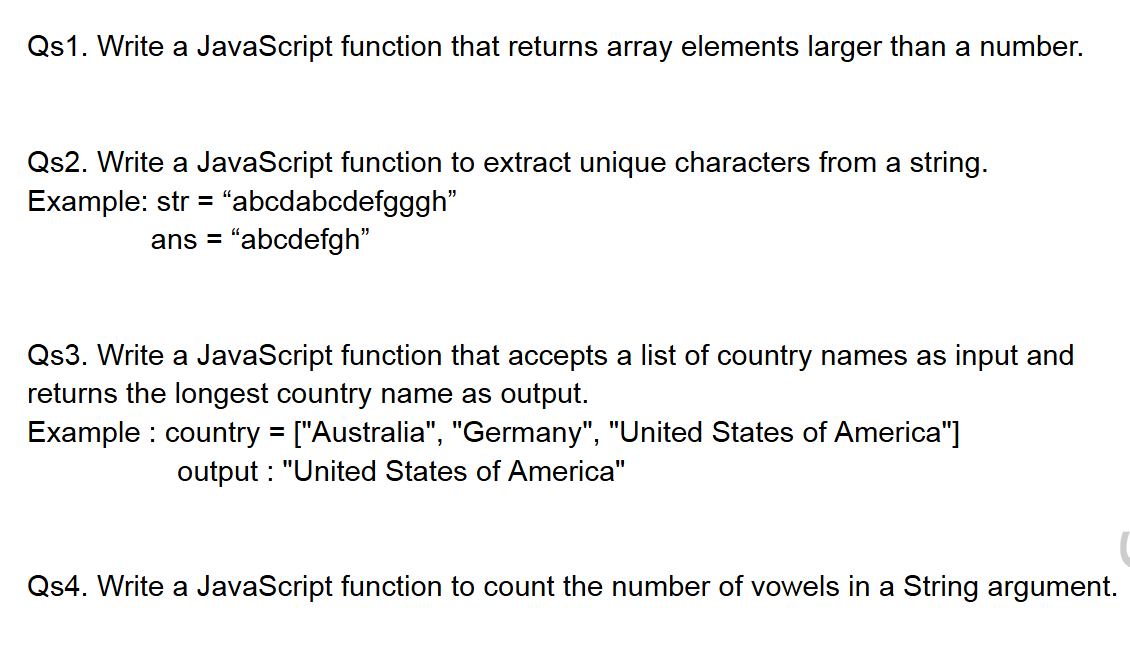 Qs1. Write a JavaScript function that returns array elements larger than a number.
Qs2. Write a JavaScript function to extract unique characters from a string.
Example: str = “abcdabcdefgggh”
ans = “abcdefgh”
Qs3. Write a JavaScript function that accepts a list of country names as input and
returns the longest country name as output.
Example : country = ["Australia", "Germany", "United States of America"]
output : "United States of America"
Qs4. Write a JavaScript function to count the number of vowels in a String argument.